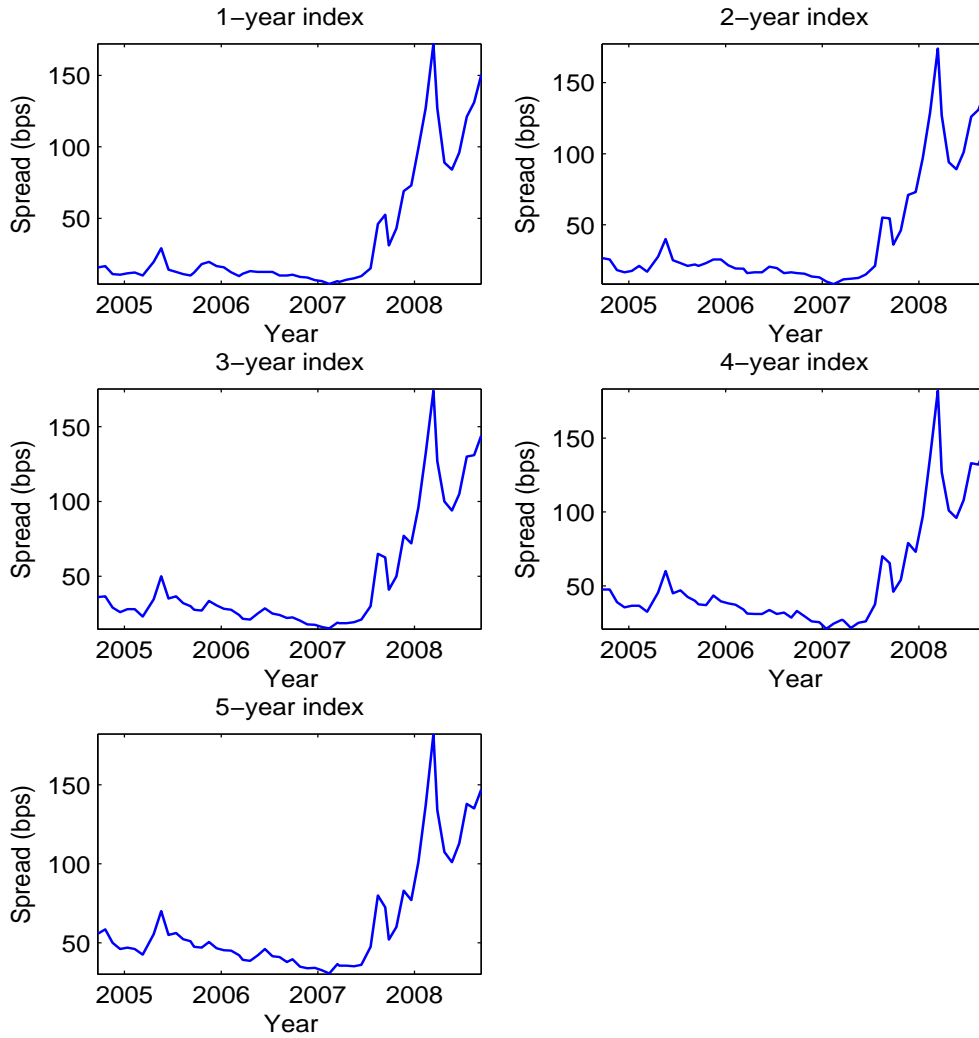 1−year index
Spread (bps)
150
100
50
2005 2006 2007 2008
Year
2−year index
Spread (bps)
150
100
50
2005 2006 2007 2008
Year
3−year index
Spread (bps)
150
100
50
2005 2006 2007 2008
Year
4−year index
Spread (bps)
150
100
50
2005 2006 2007 2008
Year
5−year index
Spread (bps)
150
100
50
2005 2006 2007 2008
Year